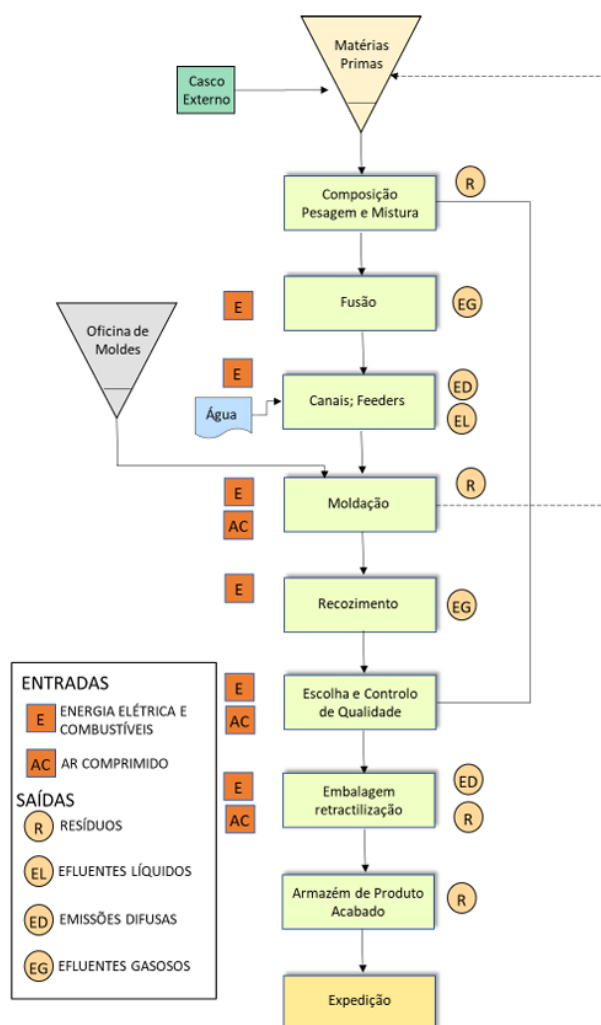 Matérias
Primas
Casco
Externo
R
Composição
Pesagem e Mistura
E
Fusão
EG
Oficina de
Moldes
E
Água
Canais; Feeders
ED
EL
E
AC
Moldação
R
E
Recozimento
EG
E
AC
Escolha e Controlo
de Qualidade
E
AC
Embalagem
retractilização
ED
R
Armazém de Produto
Acabado
R
Expedição
ENTRADAS
E ENERGIA ELÉTRICA E
COMBUSTÍVEIS
AC AR COMPRIMIDO
SAÍDAS
R RESÍDUOS
EL EFLUENTES LÍQUIDOS
ED EMISSÕES DIFUSAS
EG EFLUENTES GASOSOS